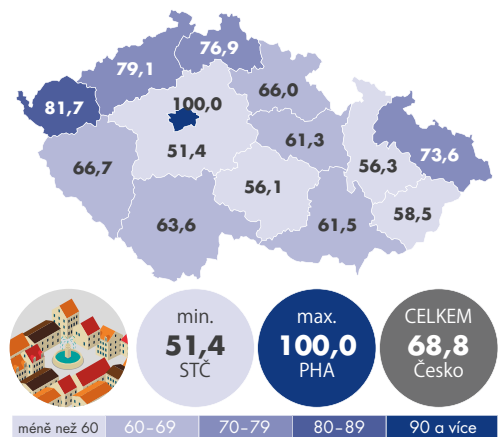 76,9
79,1
66,0
81,7
100,0
61,3
51,4
56,3
73,6
66,7
56,1
58,5
63,6
61,5
min.
51,4
STČ
max.
100,0
PHA
CELKEM
68,8
Česko
méně než 60 60–69 70–79 80–89 90 a více